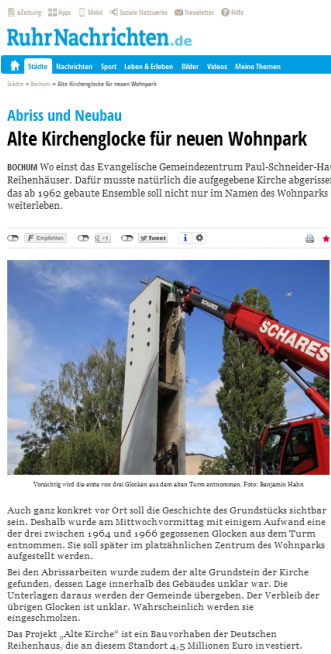 eZeitung Apps Mobil Soziale Netzwerke Newsletter Hilfe
RuhrNachrichten.de
Städte Nachrichten Sport Leben & Erleben Bilder Videos Meine Themen
Städte » Bochum » Alte Kirchenglocke für neuen Wohnpark
Abriss und Neubau
Alte Kirchenglocke für neuen Wohnpark
BOCHUM Wo einst das Evangelische Gemeindezentrum Paul-Schneider-Hau
Reihenhäuser. Dafür musste natürlich die aufgegebene Kirche abgerisse
das ab 1962 gebaute Ensemble soll nicht nur im Namen des Wohnparks
weiterleben.
Empfehlen +1 Tweet
SCHARES
SCHARES
Vorsichtig wird die erste von drei Glocken aus dem alten Turm entnommen. Foto: Benjamin Hahn
Auch ganz konkret vor Ort soll die Geschichte des Grundstücks sichtbar
sein. Deshalb wurde am Mittwochvormittag mit einigem Aufwand eine
der drei zwischen 1964 und 1966 gegossenen Glocken aus dem Turm
entnommen. Sie soll später im platzähnlichen Zentrum des Wohnparks
aufgestellt werden.
Bei den Abrissarbeiten wurde zudem der alte Grundstein der Kirche
gefunden, dessen Lage innerhalb des Gebäudes unklar war. Die
Unterlagen daraus werden der Gemeinde übergeben. Der Verbleib der
übrigen Glocken ist unklar. Wahrscheinlich werden sie
eingeschmolzen.
Das Projekt „Alte Kirche“ ist ein Bauvorhaben der Deutschen
Reihenhaus, die an diesem Standort 4,5 Millionen Euro investiert.